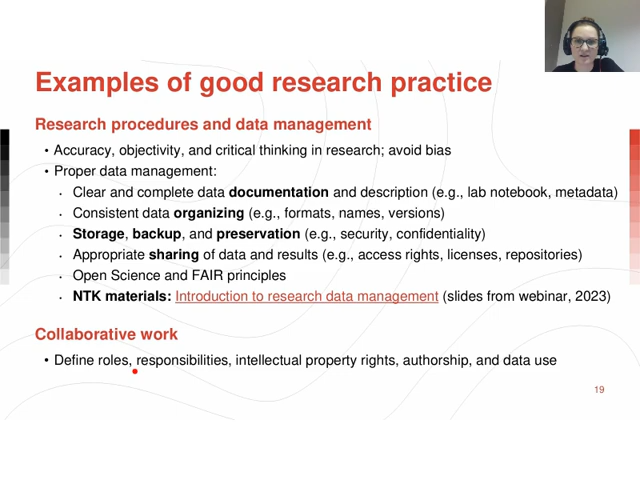 Examples of good research practice
Research procedures and data management
• Accuracy, objectivity, and critical thinking in research; avoid bias
• Proper data management:
• Clear and complete data documentation and description (e.g., lab notebook, metadata)
• Consistent data organizing (e.g., formats, names, versions)
• Storage, backup, and preservation (e.g., security, confidentiality)
• Appropriate sharing of data and results (e.g., access rights, licenses, repositories)
• Open Science and FAIR principles
• NTK materials: Introduction to research data management (slides from webinar, 2023)
Collaborative work
• Define roles, responsibilities, intellectual property rights, authorship, and data use
19